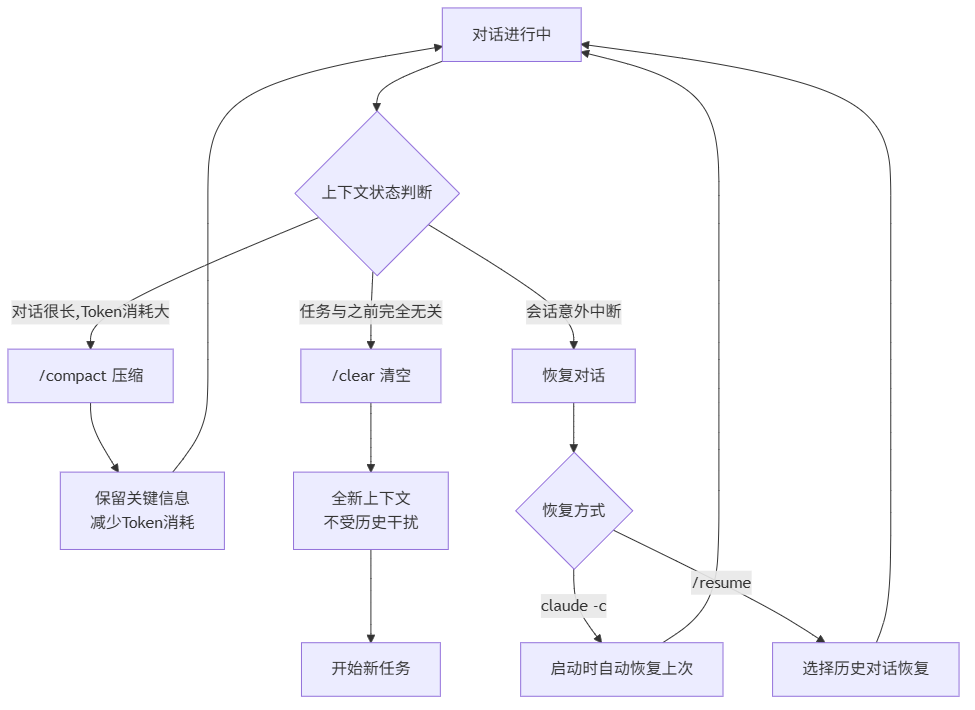 对话进行中
上下文状态判断
对话很长,Token消耗大
任务与之前完全无关
会话意外中断
/compact 压缩
/clear 清空
恢复对话
保留关键信息
减少Token消耗
全新上下文
不受历史干扰
恢复方式
claude -c
/resume
开始新任务
启动时自动恢复上次
选择历史对话恢复